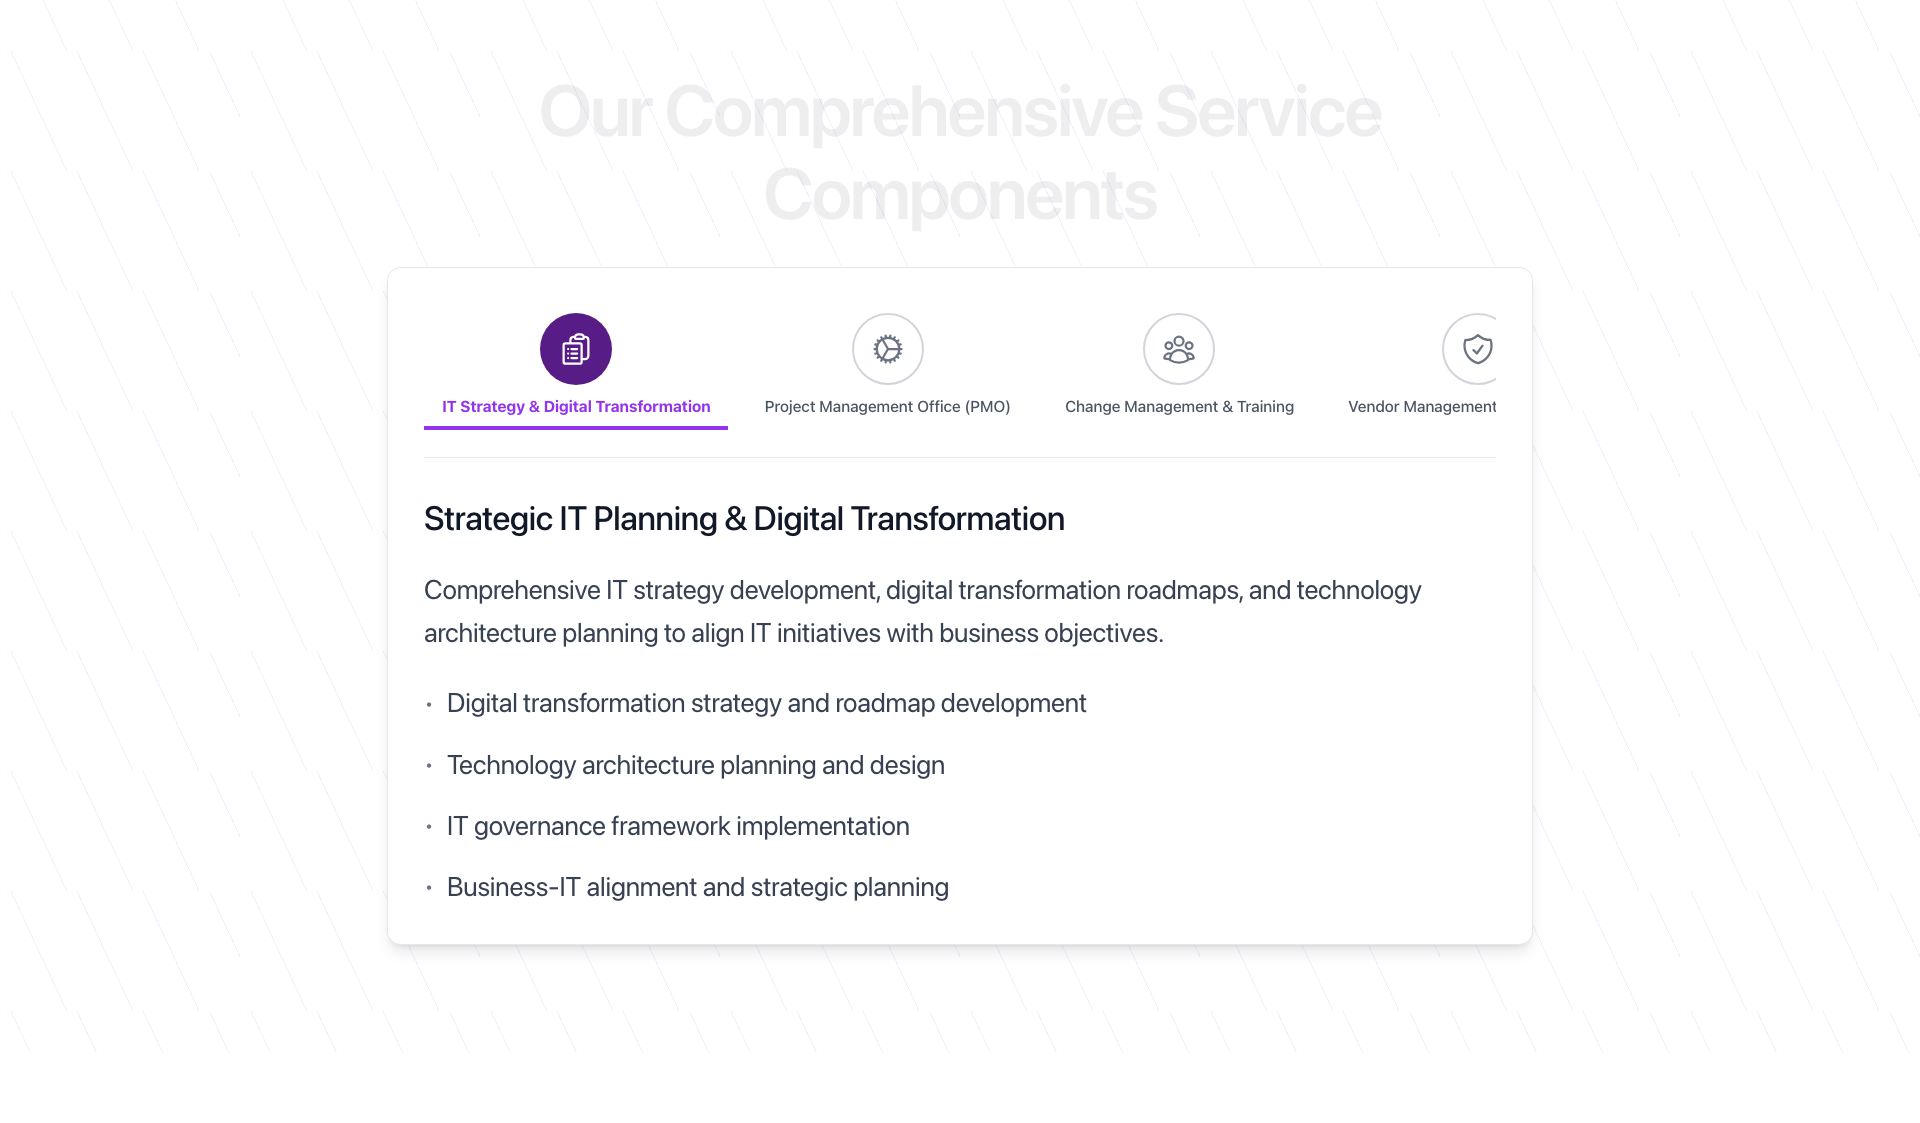 Our Comprehensive Service
Components
IT Strategy & Digital Transformation
Project Management Office (PMO)
Change Management & Training
Vendor Management
Strategic IT Planning & Digital Transformation
Comprehensive IT strategy development, digital transformation roadmaps, and technology
architecture planning to align IT initiatives with business objectives.
• Digital transformation strategy and roadmap development
• Technology architecture planning and design
• IT governance framework implementation
• Business-IT alignment and strategic planning